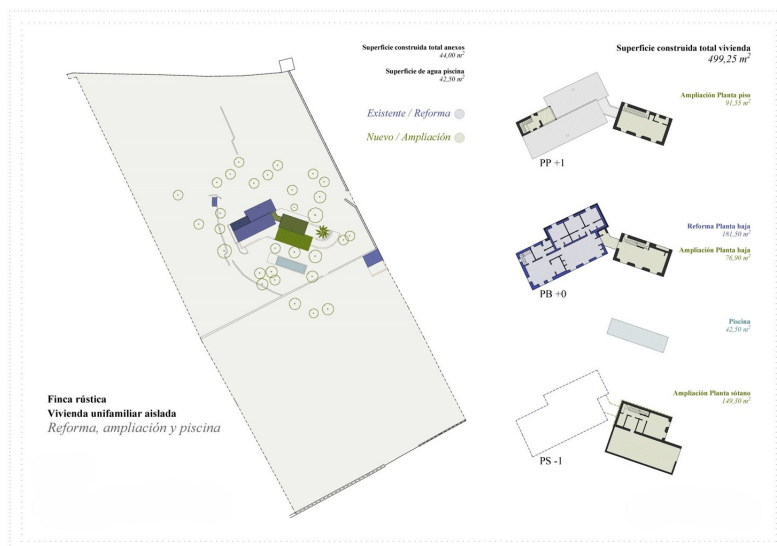 Superficie construida total anexos
44,00 m²
Superficie de agua piscina
42,50 m²
Existente / Reforma
Nuevo / Ampliación
Finca rústica
Vivienda unifamiliar aislada
Reforma, ampliación y piscina
Superficie construida total vivienda
499,25 m²
Ampliación Planta piso
91,55 m²
PP +1
Reforma Planta baja
181,50 m²
Ampliación Planta baja
76,90 m²
PB +0
Piscina
42,50 m²
Ampliación Planta sótano
149,30 m²
PS -1